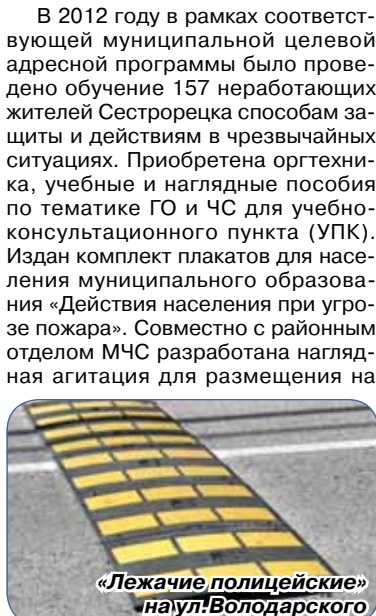 В 2012 году в рамках соответст-
вующей муниципальной целевой
адресной программы было прове-
дено обучение 157 неработающих
жителей Сестрорецка способам за-
щиты и действиям в чрезвычайных
ситуациях. Приобретена оргтехни-
ка, учебные и наглядные пособия
по тематике ГО и ЧС для учебно-
консультационного пункта (УПК).
Издан комплект плакатов для насе-
ления муниципального образова-
ния «Действия населения при угро-
зе пожара». Совместно с районным
отделом МЧС разработана нагляд-
ная агитация для размещения на
«Лежачие полицейские»
на ул.Володарского